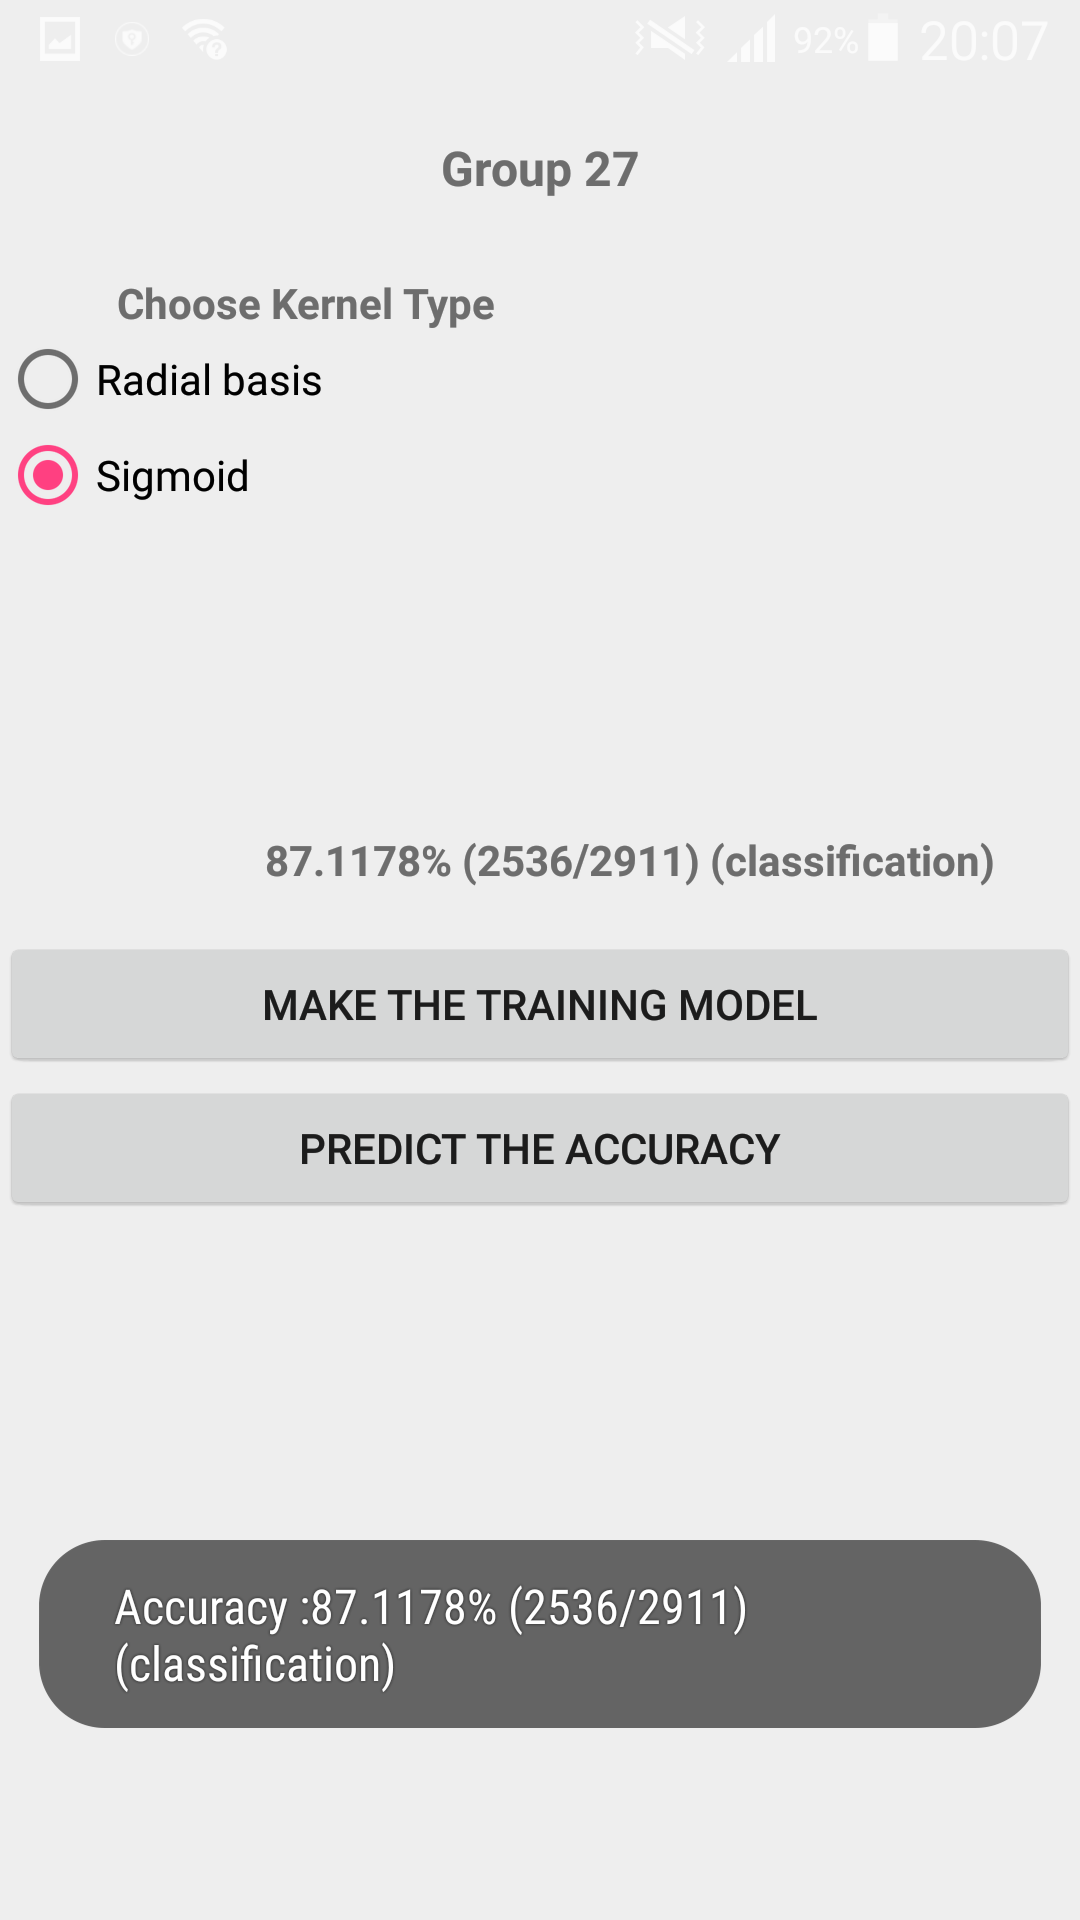 92% 20:07
Group 27
Choose Kernel Type
Radial basis
Sigmoid
87.1178% (2536/2911) (classification)
MAKE THE TRAINING MODEL
PREDICT THE ACCURACY
Accuracy :87.1178% (2536/2911)
(classification)